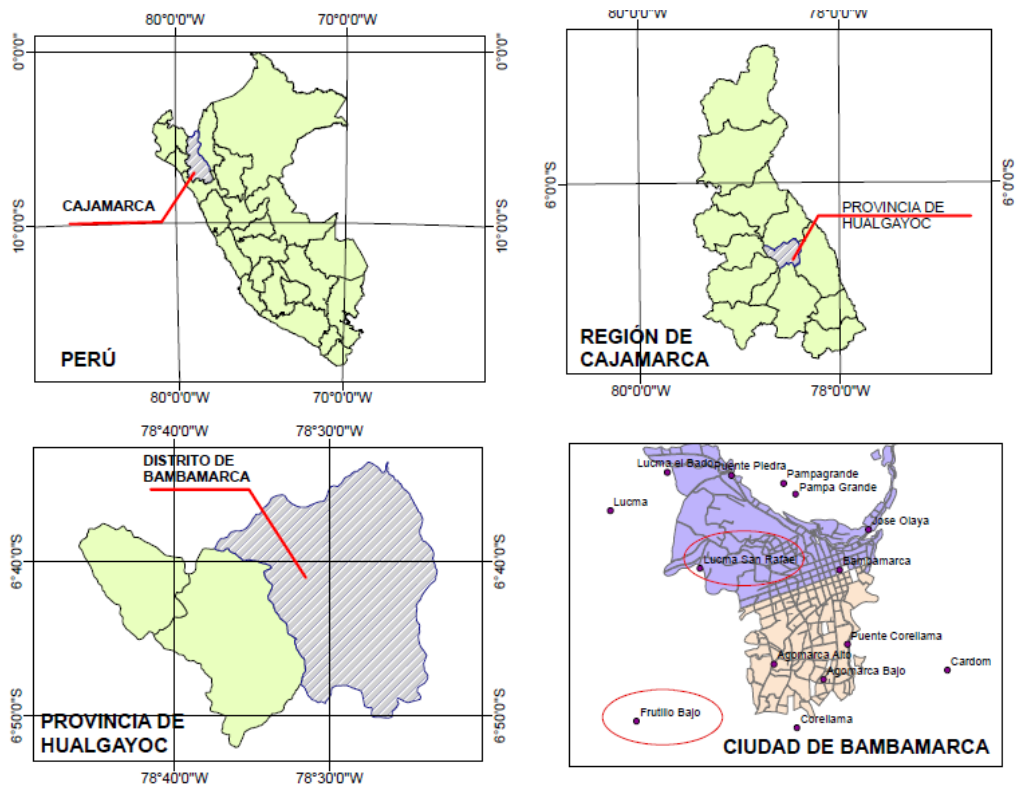 80°0'0"W 70°0'0"W
0°0'0" 0°0'0"
CAJAMARCA
10°0'0"S 10°0'0"S
PERÚ
80°0'0"W 70°0'0"W
80°0'0"W 78°0'0"W
6°0'0"S 6°0'0"S
PROVINCIA DE
HUALGAYOC
REGIÓN DE
CAJAMARCA
80°0'0"W 78°0'0"W
78°40'0"W 78°30'0"W
DISTRITO DE
BAMBAMARCA
6°40'0"S 6°40'0"S
6°50'0"S 6°50'0"S
PROVINCIA DE
HUALGAYOC
78°40'0"W 78°30'0"W
Lucma el Bado Puente Piedra
Pampagrande
Pampa Grande
Lucma
Jose Olaya
Lucma San Rafael
Bambamarca
Puente Corellama
Agomarca Alto
Cardom
Agomarca Bajo
Frutillo Bajo
Corellama
CIUDAD DE BAMBAMARCA